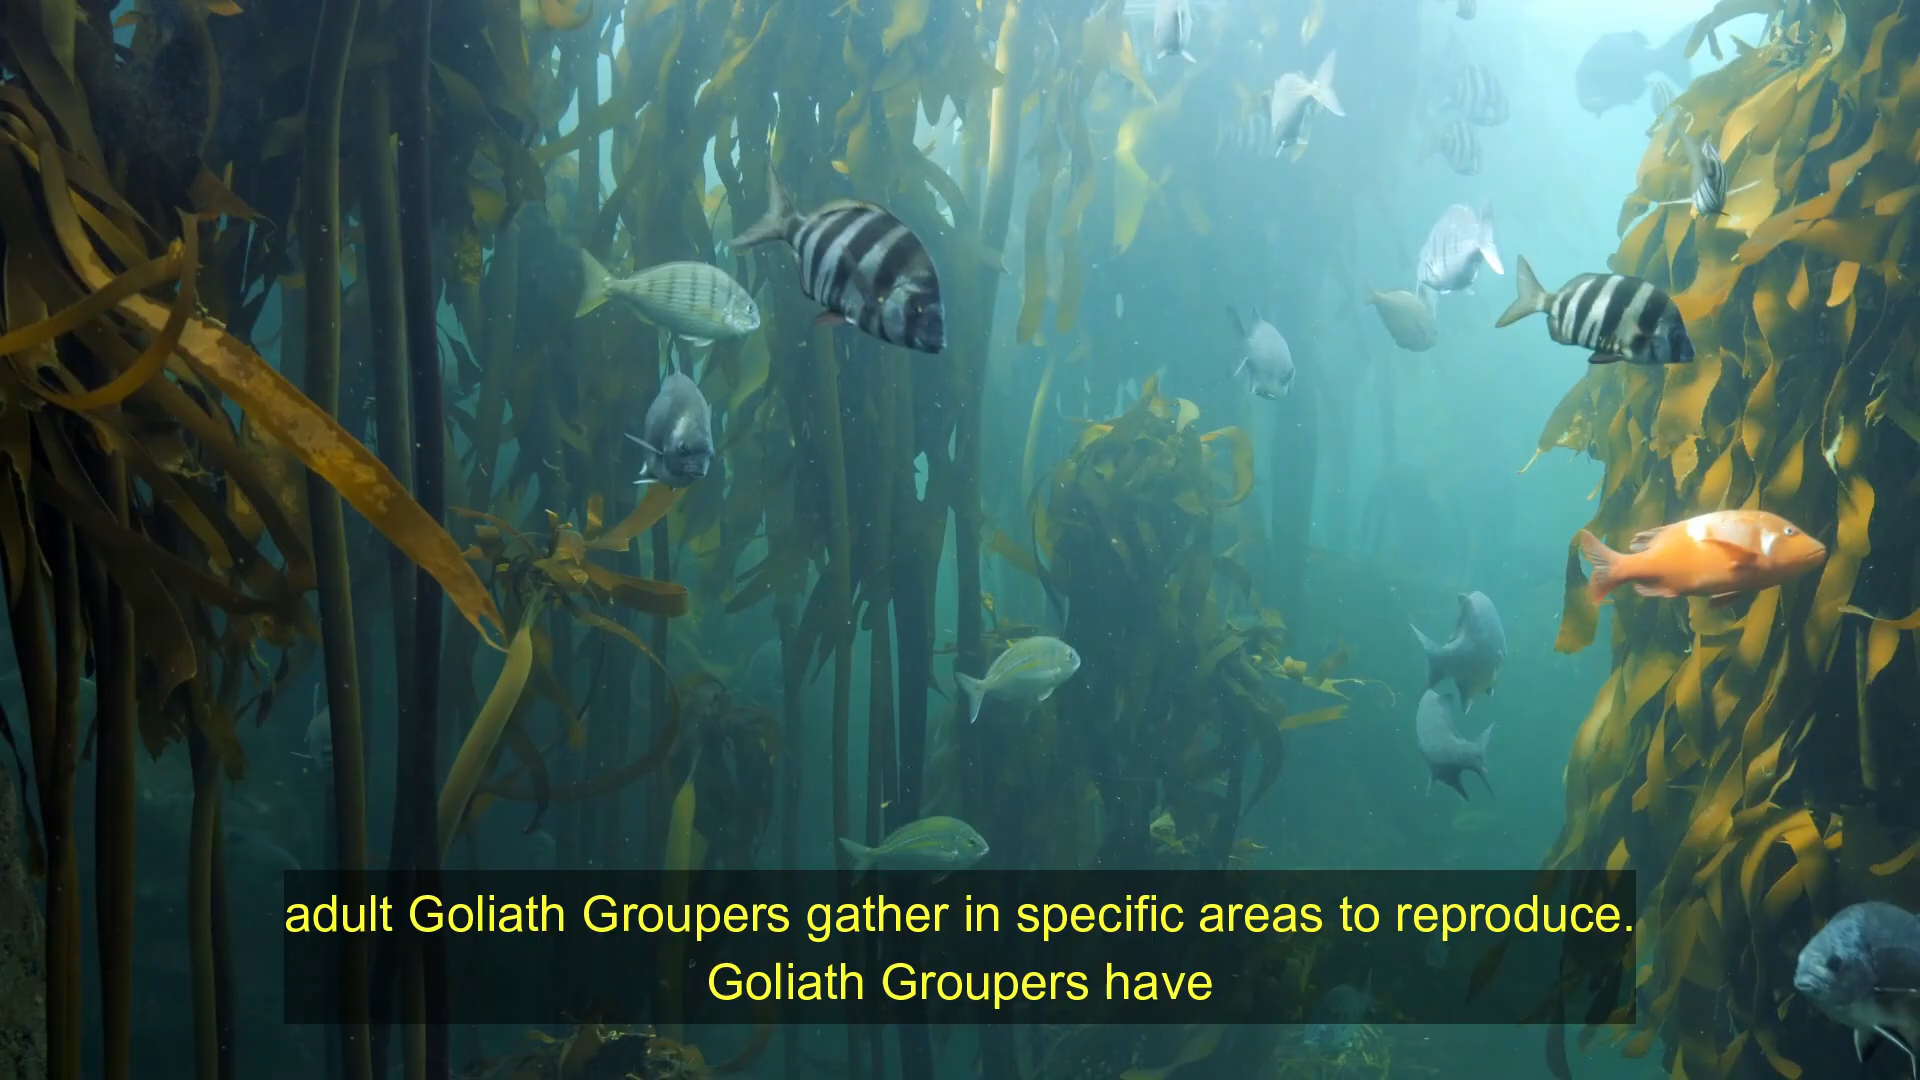 adult Goliath Groupers gather in specific areas to reproduce.
Goliath Groupers have